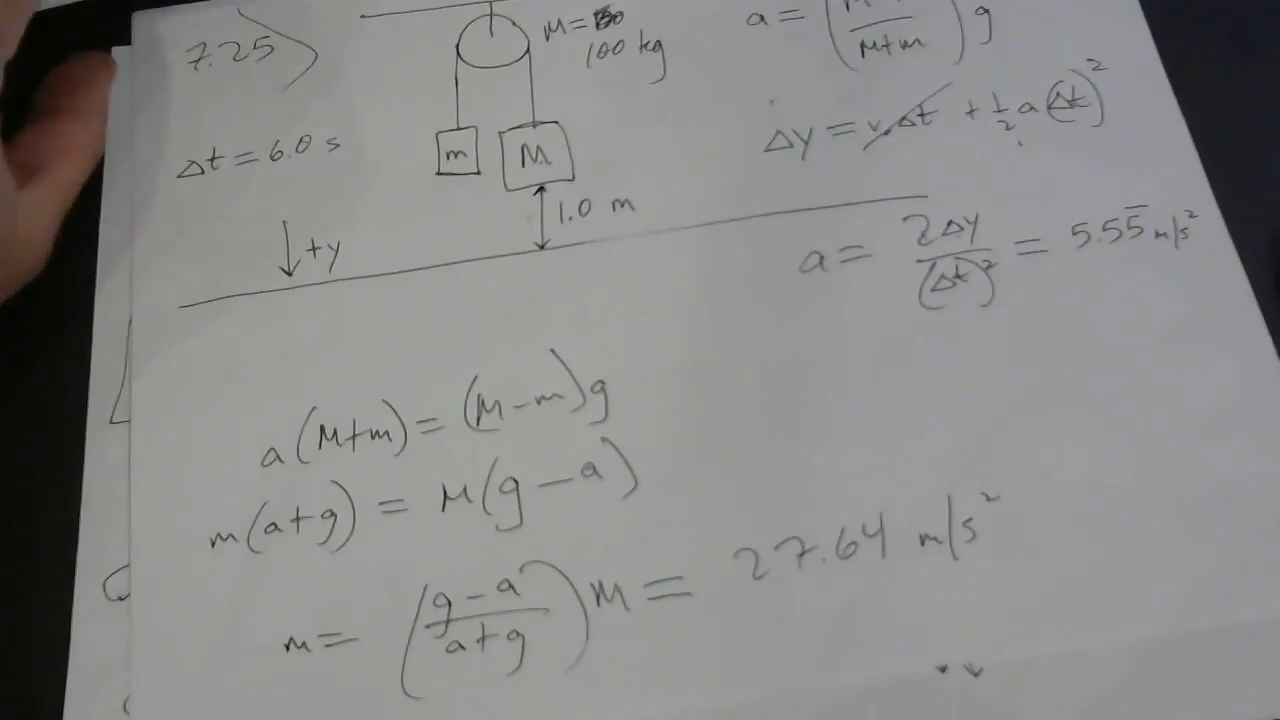 7.25
M=
100 kg
a = (M-m / M+m) g
Δt = 6.0 s
m
M
Δy = v₀Δt + ½ a (Δt)²
1.0 m
+y
a = 2Δy / (Δt)² = 5.55̅ m/s²
a(M+m) = (M-m)g
m(a+g) = M(g-a)
m = (g-a / a+g) M = 27.64 m/s²